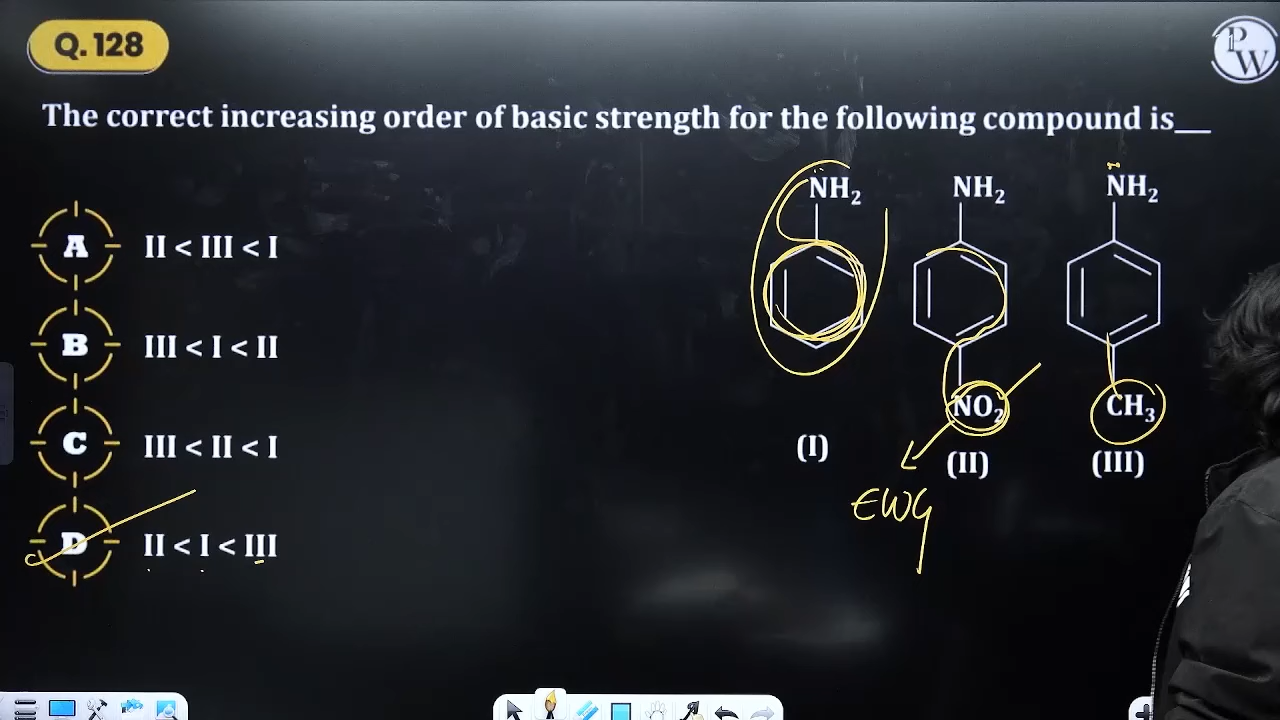 Q. 128
PW
The correct increasing order of basic strength for the following compound is__
A II < III < I
B III < I < II
C III < II < I
D II < I < III
NH₂ NH₂ NH₂
NO₂ CH₃
(I) (II) (III)
EWG